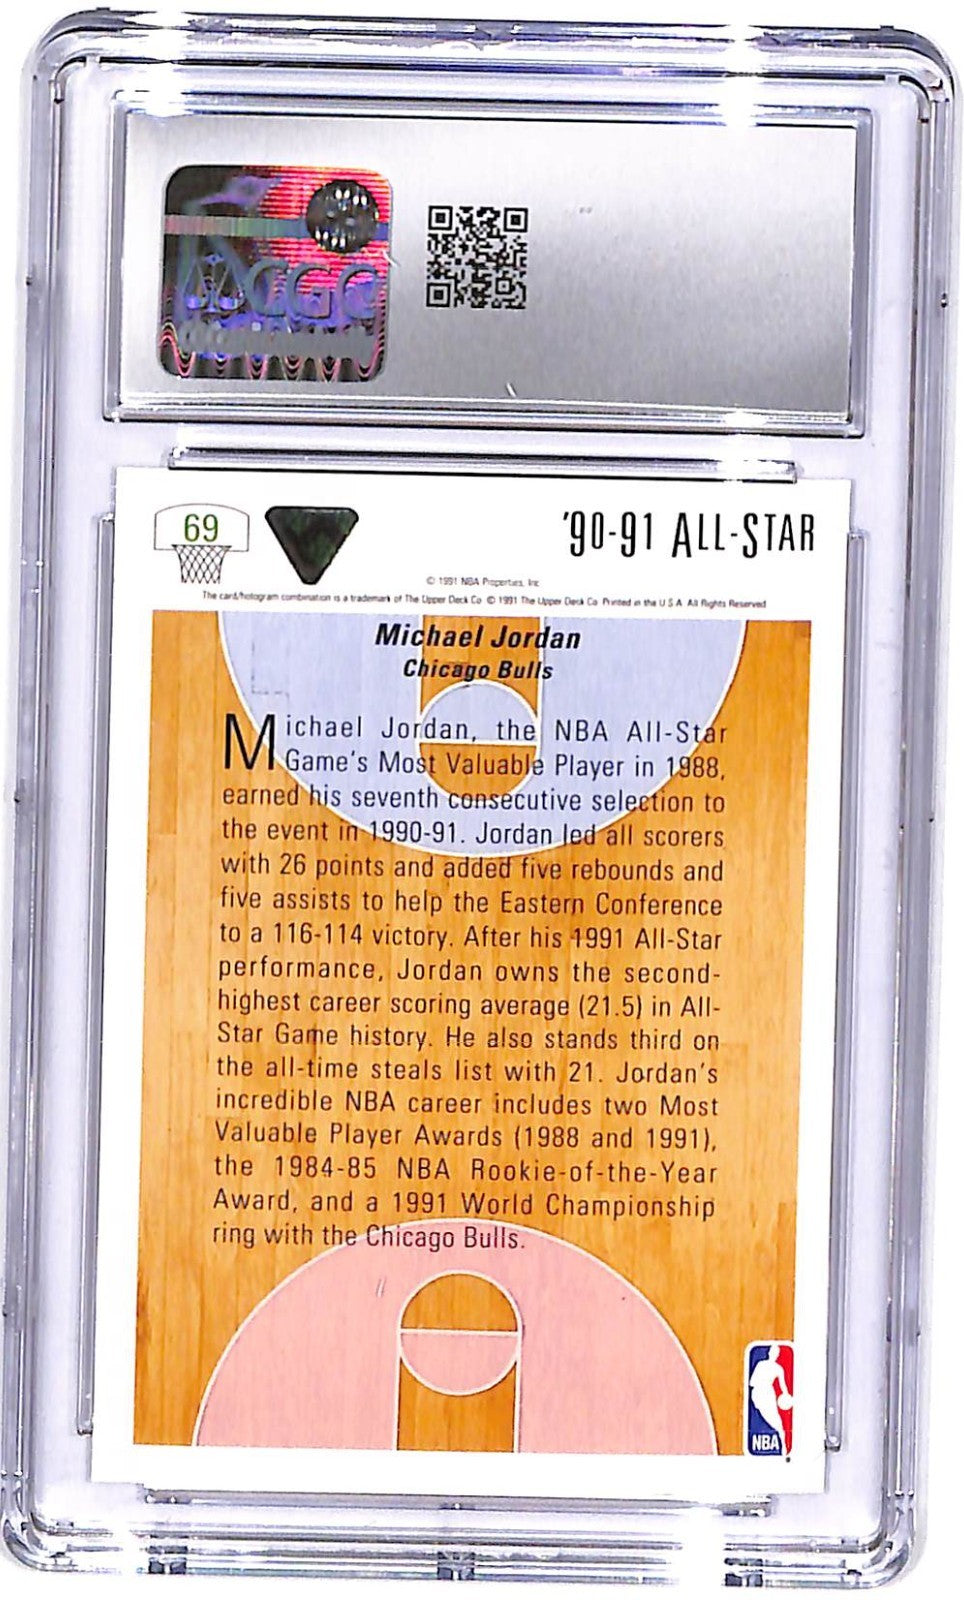 CGC
69
'90-91 ALL-STAR
© 1991 NBA Properties, Inc
The card/hologram combination is a trademark of The Upper Deck Co © 1991 The Upper Deck Co Printed in the U S A All Rights Reserved
Michael Jordan
Chicago Bulls
Michael Jordan, the NBA All-Star
Game's Most Valuable Player in 1988,
earned his seventh consecutive selection to
the event in 1990-91. Jordan led all scorers
with 26 points and added five rebounds and
five assists to help the Eastern Conference
to a 116-114 victory. After his 1991 All-Star
performance, Jordan owns the second-
highest career scoring average (21.5) in All-
Star Game history. He also stands third on
the all-time steals list with 21. Jordan's
incredible NBA career includes two Most
Valuable Player Awards (1988 and 1991),
the 1984-85 NBA Rookie-of-the-Year
Award, and a 1991 World Championship
ring with the Chicago Bulls.
NBA